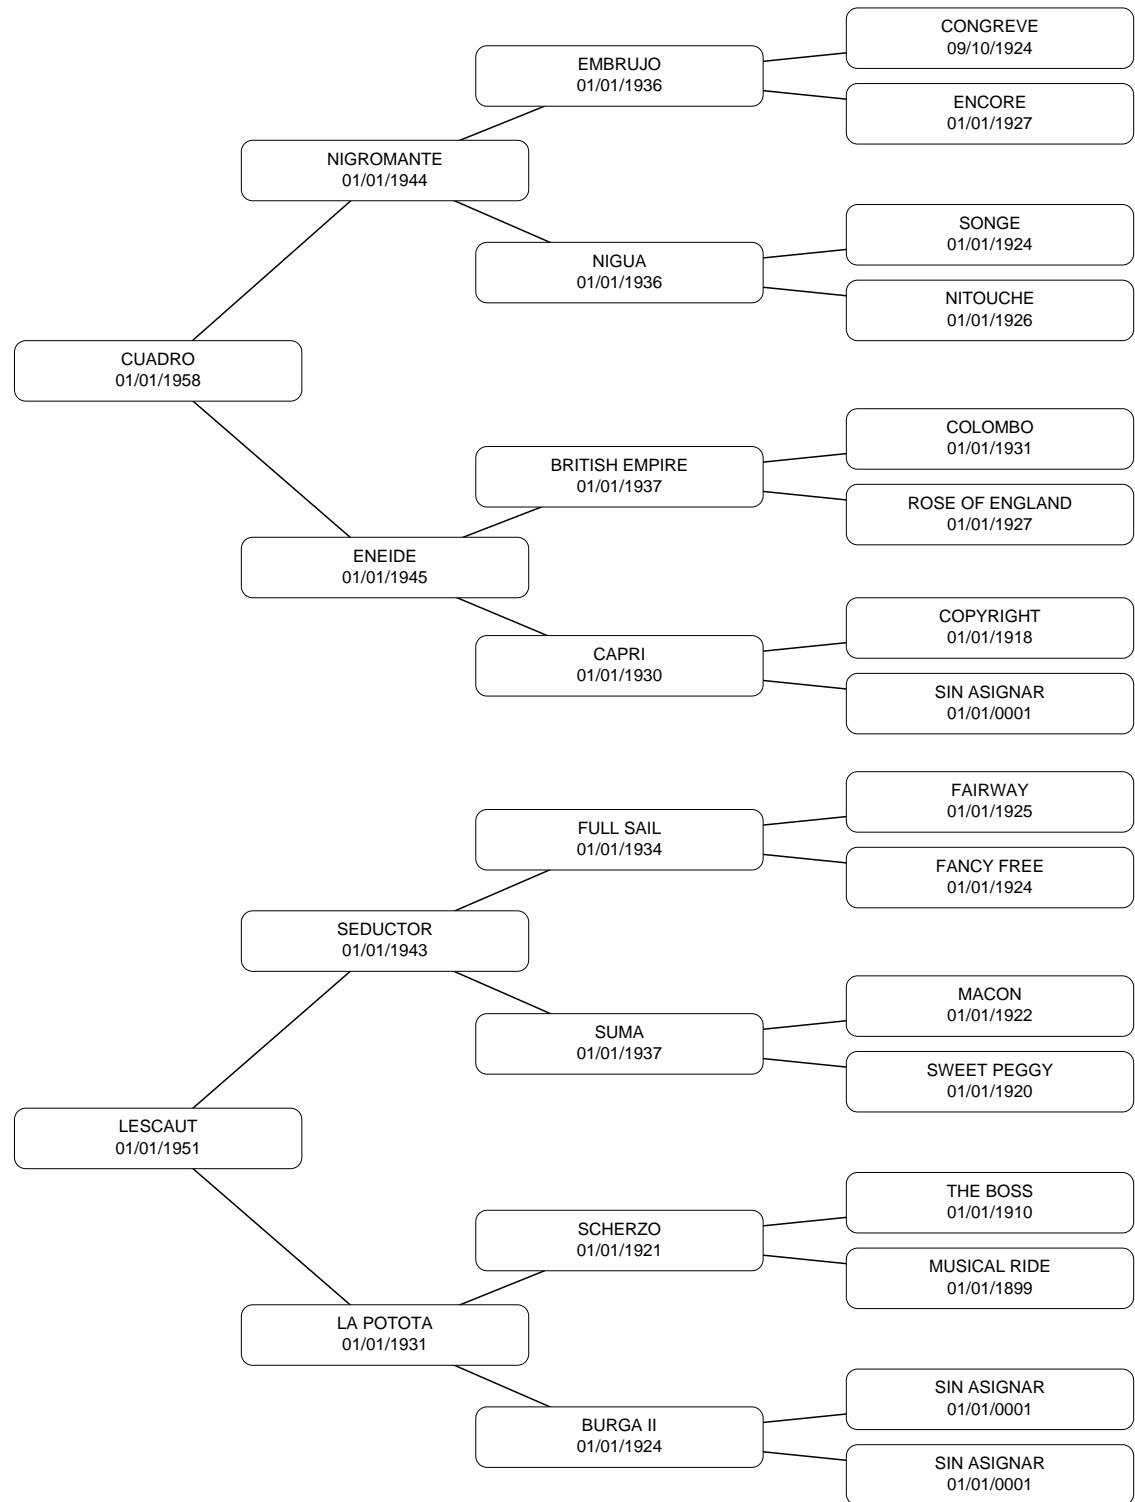 CONGREVE
09/10/1924
EMBRUJO
01/01/1936
ENCORE
01/01/1927
NIGROMANTE
01/01/1944
SONGE
01/01/1924
NIGUA
01/01/1936
NITOUCHE
01/01/1926
CUADRO
01/01/1958
COLOMBO
01/01/1931
BRITISH EMPIRE
01/01/1937
ROSE OF ENGLAND
01/01/1927
ENEIDE
01/01/1945
COPYRIGHT
01/01/1918
CAPRI
01/01/1930
SIN ASIGNAR
01/01/0001
FAIRWAY
01/01/1925
FULL SAIL
01/01/1934
FANCY FREE
01/01/1924
SEDUCTOR
01/01/1943
MACON
01/01/1922
SUMA
01/01/1937
SWEET PEGGY
01/01/1920
LESCAUT
01/01/1951
THE BOSS
01/01/1910
SCHERZO
01/01/1921
MUSICAL RIDE
01/01/1899
LA POTOTA
01/01/1931
SIN ASIGNAR
01/01/0001
BURGA II
01/01/1924
SIN ASIGNAR
01/01/0001